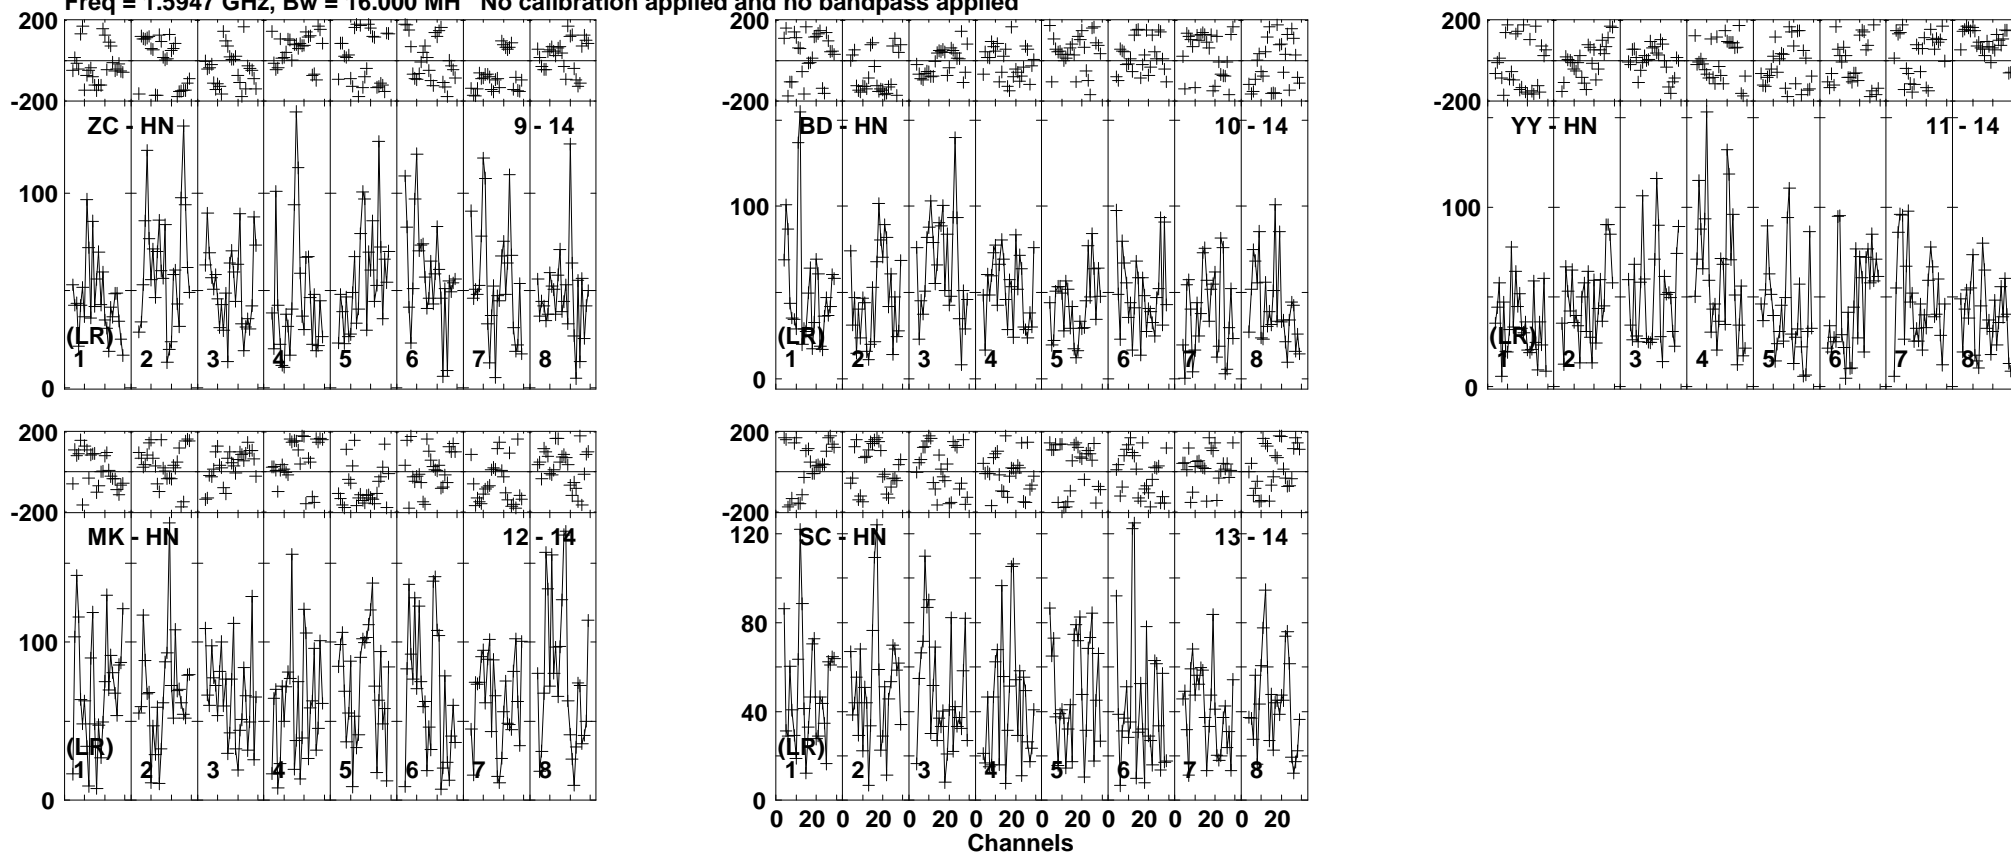 Freq = 1.5947 GHz, Bw = 16.000 MH No calibration applied and no bandpass applied
200
-200
ZC - HN 9 - 14
100
0
(LR)
1 2 3 4 5 6 7 8
200
-200
BD - HN 10 - 14
100
0
(LR)
1 2 3 4 5 6 7 8
200
-200
YY - HN 11 - 14
100
0
(LR)
1 2 3 4 5 6 7 8
200
-200
MK - HN 12 - 14
100
0
(LR)
1 2 3 4 5 6 7 8
200
-200
SC - HN 13 - 14
120
80
40
0
(LR)
1 2 3 4 5 6 7 8
0 20 0 20 0 20 0 20 0 20 0 20 0 20 0 20
Channels